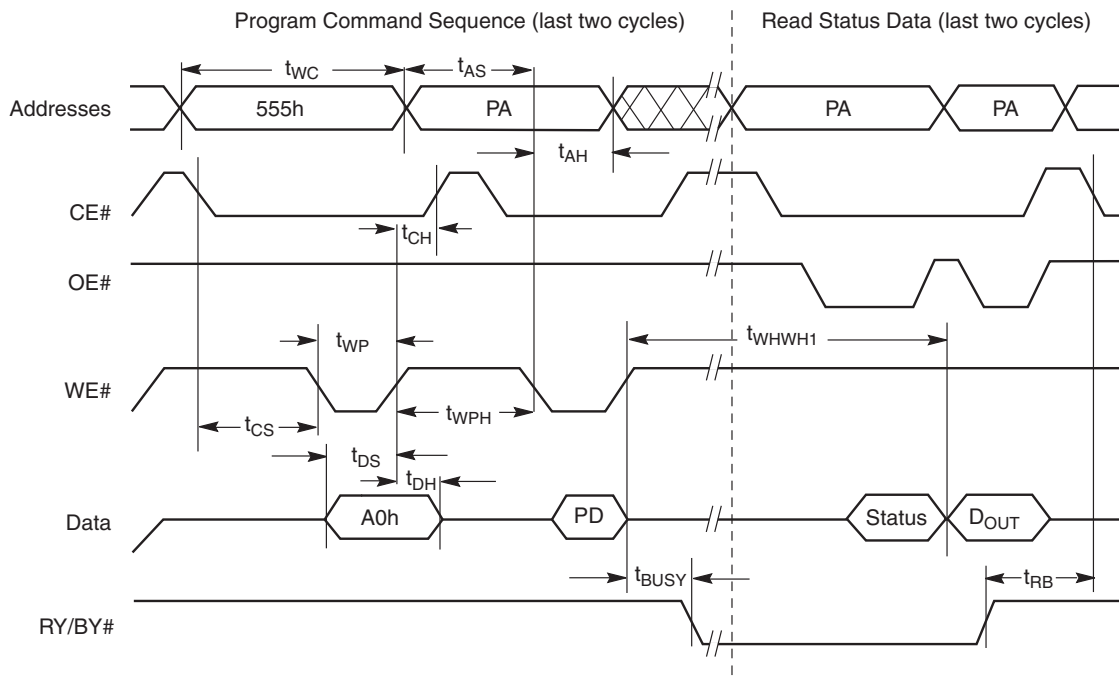 Program Command Sequence (last two cycles)
Read Status Data (last two cycles)
tWC
tAS
Addresses
555h
PA
PA
PA
tAH
CE#
tCH
OE#
tWP
tWHWH1
WE#
tCS
tWPH
tDS
tDH
Data
A0h
PD
Status
DOUT
tBUSY
tRB
RY/BY#